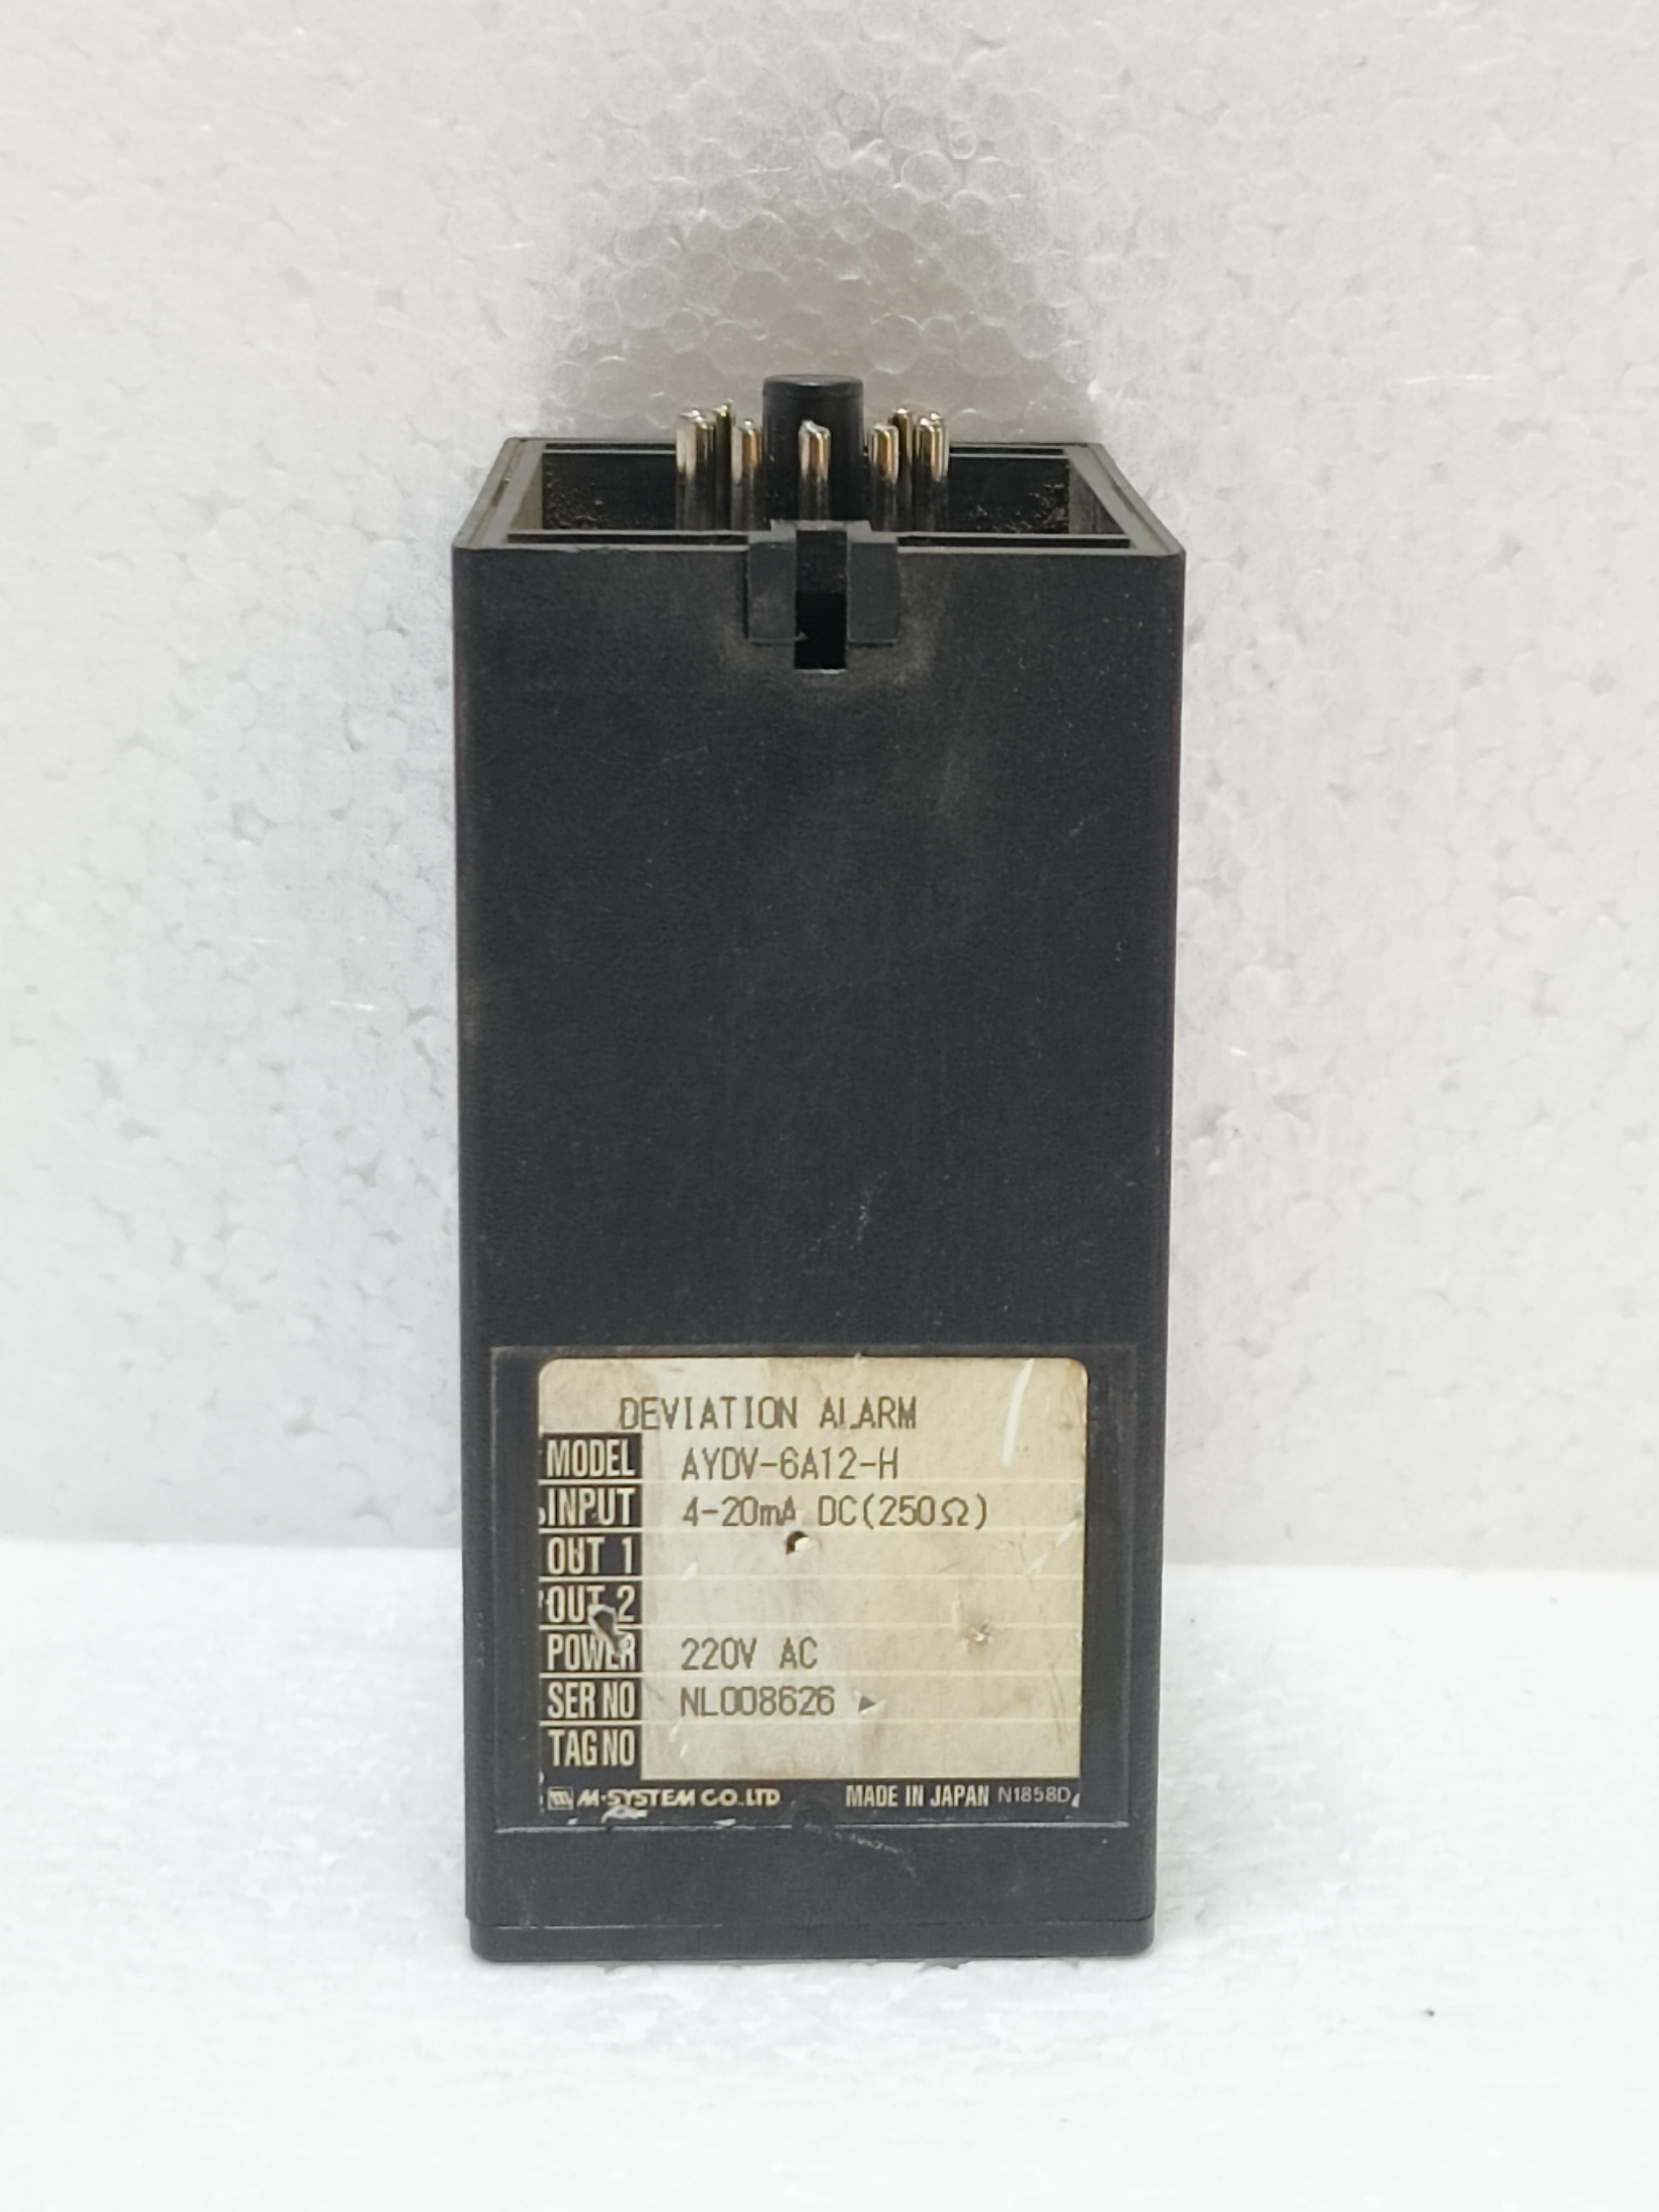 DEVIATION ALARM
MODEL AYDV-6A12-H
INPUT 4-20mA DC(250Ω)
OUT 1
OUT 2
POWER 220V AC
SER NO NL008626
TAG NO
M-SYSTEM CO.,LTD MADE IN JAPAN N1858D